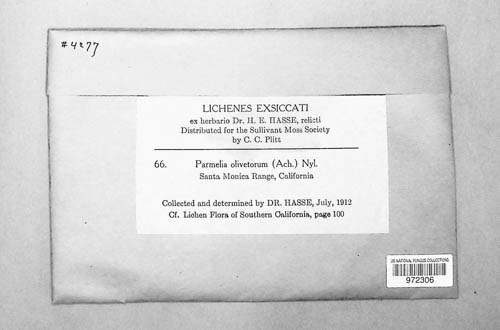 #4277
LICHENES EXSICCATI
ex herbario Dr. H. E. HASSE, relicti
Distributed for the Sullivant Moss Society
by C. C. Plitt
66. Parmelia olivetorum (Ach.) Nyl.
Santa Monica Range, California
Collected and determined by DR. HASSE, July, 1912
Cf. Lichen Flora of Southern California, page 100
US NATIONAL FUNGUS COLLECTIONS
972306